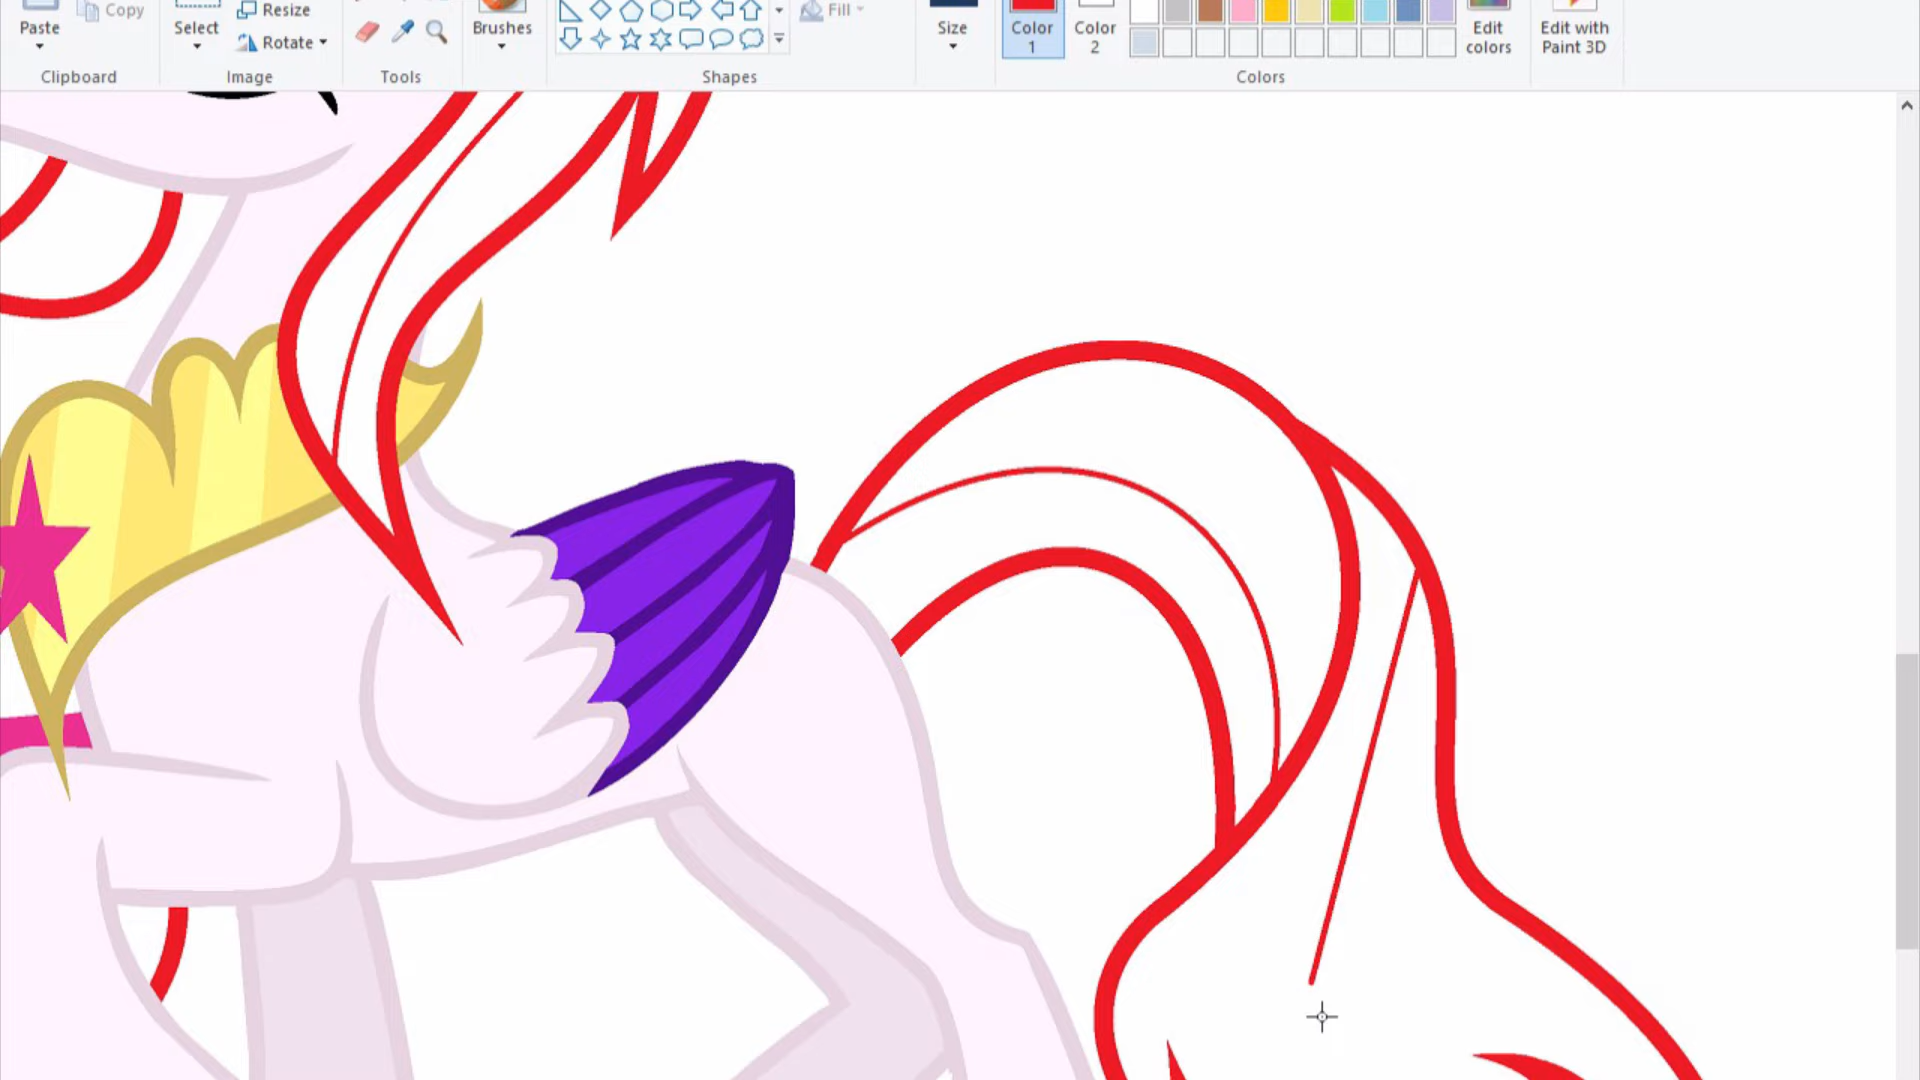 Paste
Copy
Clipboard
Select
Resize
Rotate
Image
Tools
Brushes
Shapes
Fill
Size
Color
1
Color
2
Colors
Edit
colors
Edit with
Paint 3D